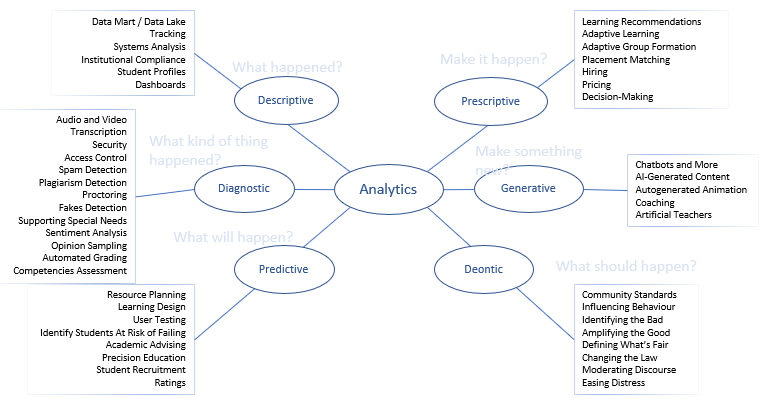 Data Mart / Data Lake
Tracking
Systems Analysis
Institutional Compliance
Student Profiles
Dashboards
What happened?
Descriptive
Make it happen?
Prescriptive
Learning Recommendations
Adaptive Learning
Adaptive Group Formation
Placement Matching
Hiring
Pricing
Decision-Making
Audio and Video
Transcription
Security
Access Control
Spam Detection
Plagiarism Detection
Proctoring
Fakes Detection
Supporting Special Needs
Sentiment Analysis
Opinion Sampling
Automated Grading
Competencies Assessment
What kind of thing
happened?
Diagnostic
Analytics
Make something
new?
Generative
Chatbots and More
AI-Generated Content
Autogenerated Animation
Coaching
Artificial Teachers
What will happen?
Predictive
Resource Planning
Learning Design
User Testing
Identify Students At Risk of Failing
Academic Advising
Precision Education
Student Recruitment
Ratings
Deontic
What should happen?
Community Standards
Influencing Behaviour
Identifying the Bad
Amplifying the Good
Defining What's Fair
Changing the Law
Moderating Discourse
Easing Distress